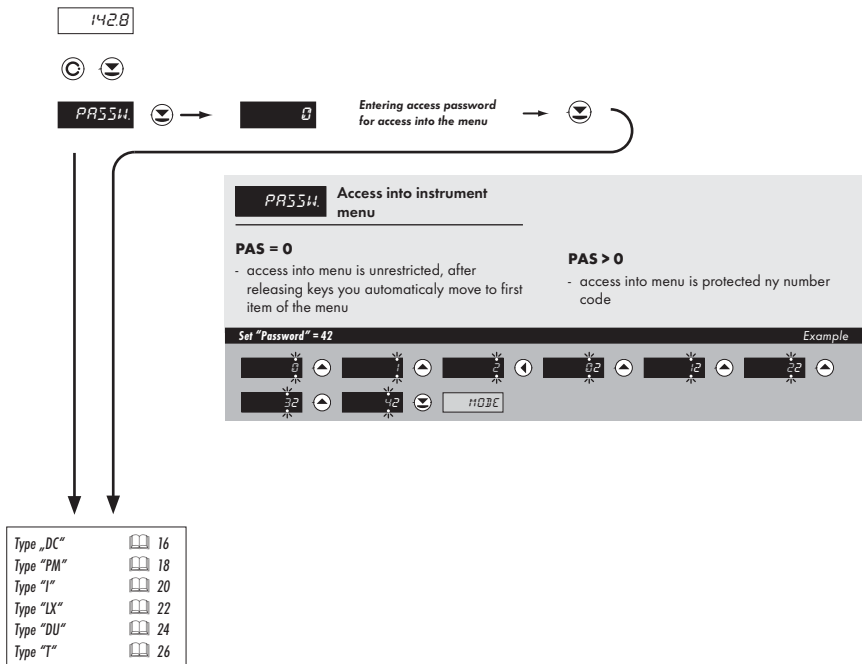 142.8
PASSW.
0
Entering access password
for access into the menu
PASSW.
Access into instrument
menu
PAS = 0
- access into menu is unrestricted, after
releasing keys you automaticaly move to first
item of the menu
PAS > 0
- access into menu is protected ny number
code
Set "Password" = 42
Example
0 1 2 02 12 22
32 42 MODE
Type „DC“ 16
Type "PM" 18
Type "I" 20
Type "LX" 22
Type "DU" 24
Type "T" 26